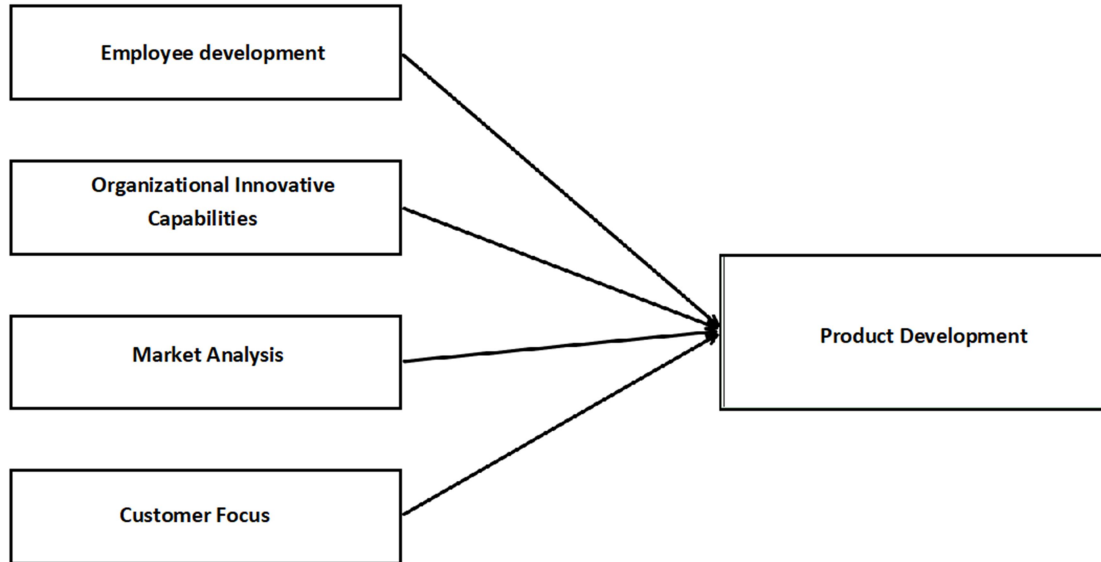 Employee development
Organizational Innovative
Capabilities
Market Analysis
Product Development
Customer Focus